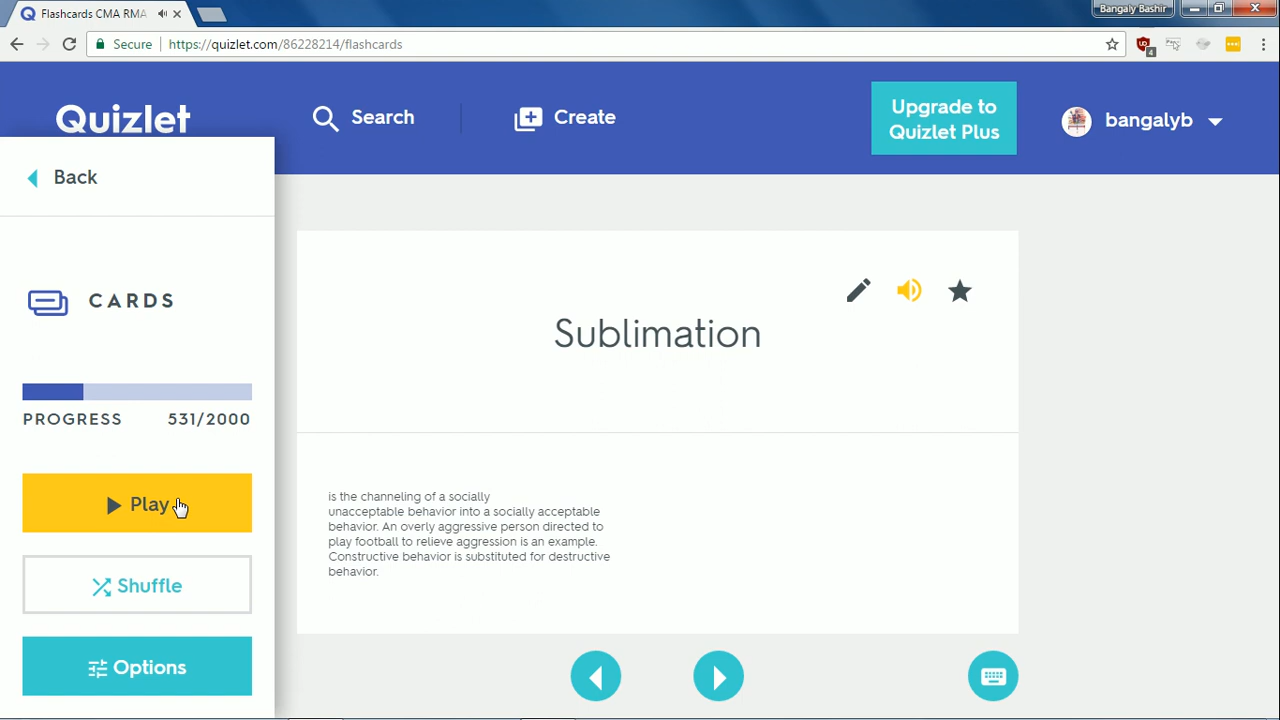 Flashcards CMA RMA
Bangaly Bashir
Secure
https://quizlet.com/86228214/flashcards
4
Quizlet
Search
Create
Upgrade to
Quizlet Plus
bangalyb
Back
CARDS
PROGRESS 531/2000
Play
Shuffle
Options
Sublimation
is the channeling of a socially
unacceptable behavior into a socially acceptable
behavior. An overly aggressive person directed to
play football to relieve aggression is an example.
Constructive behavior is substituted for destructive
behavior.